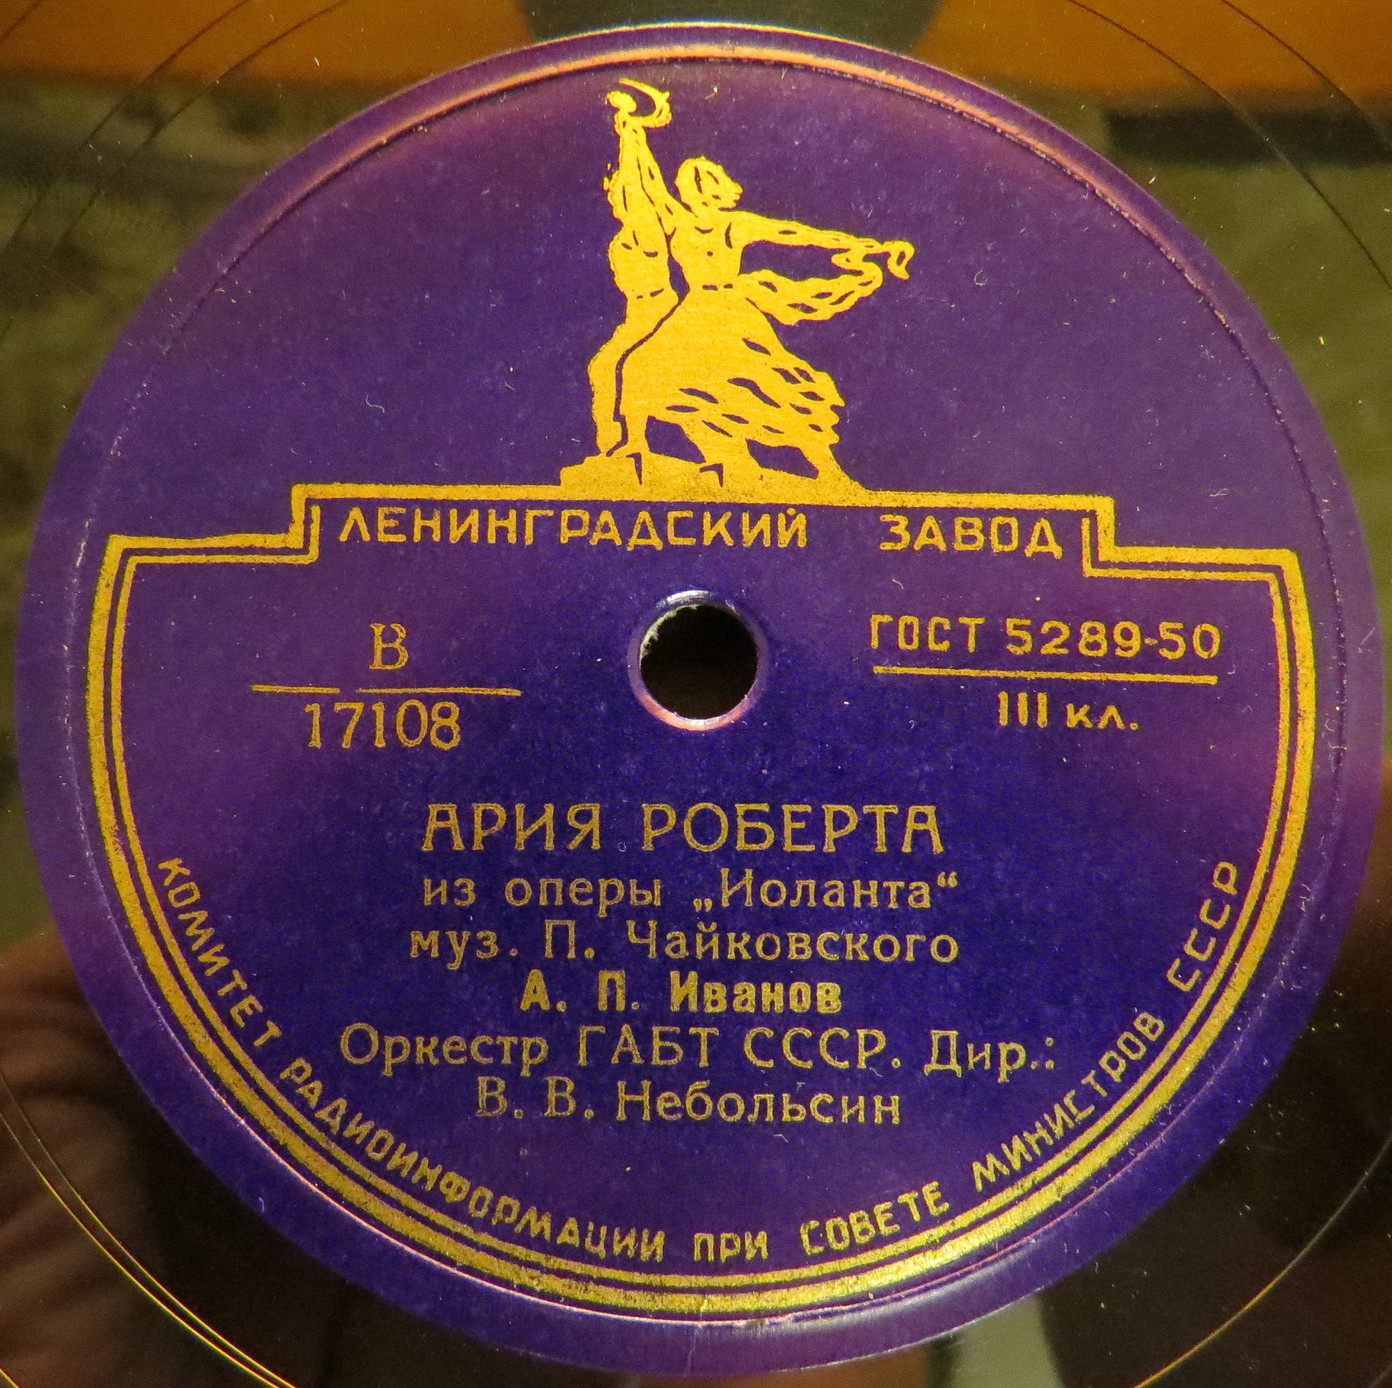 ЛЕНИНГРАДСКИЙ ЗАВОД
В
17108
ГОСТ 5289-50
III кл.
АРИЯ РОБЕРТА
из оперы „Иоланта“
муз. П. Чайковского
А. П. Иванов
Оркестр ГАБТ СССР. Дир.:
В. В. Небольсин
КОМИТЕТ РАДИОИНФОРМАЦИИ ПРИ СОВЕТЕ МИНИСТРОВ СССР